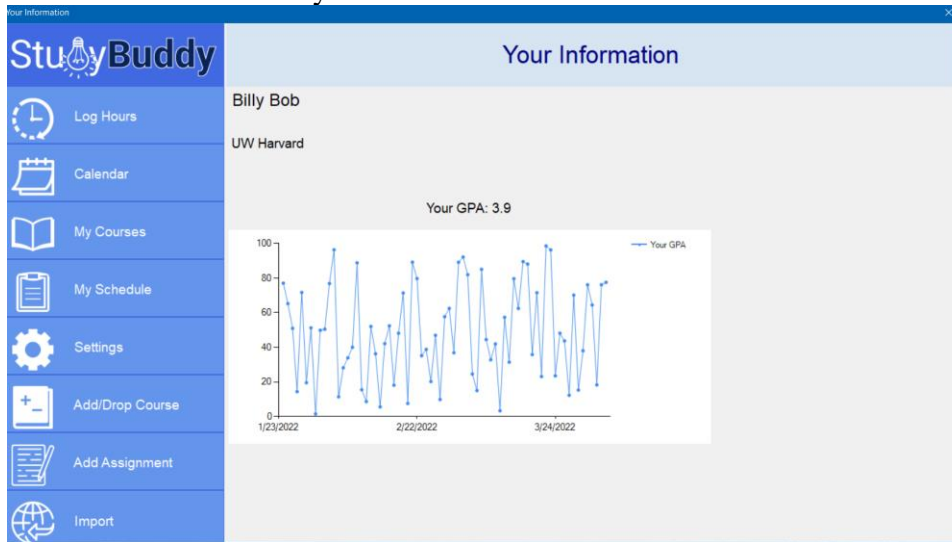 Your Information
StudyBuddy
Your Information
Log Hours
Calendar
My Courses
My Schedule
Settings
Add/Drop Course
Add Assignment
Import
Billy Bob
UW Harvard
Your GPA: 3.9
Your GPA
100
80
60
40
20
0
1/23/2022 2/22/2022 3/24/2022